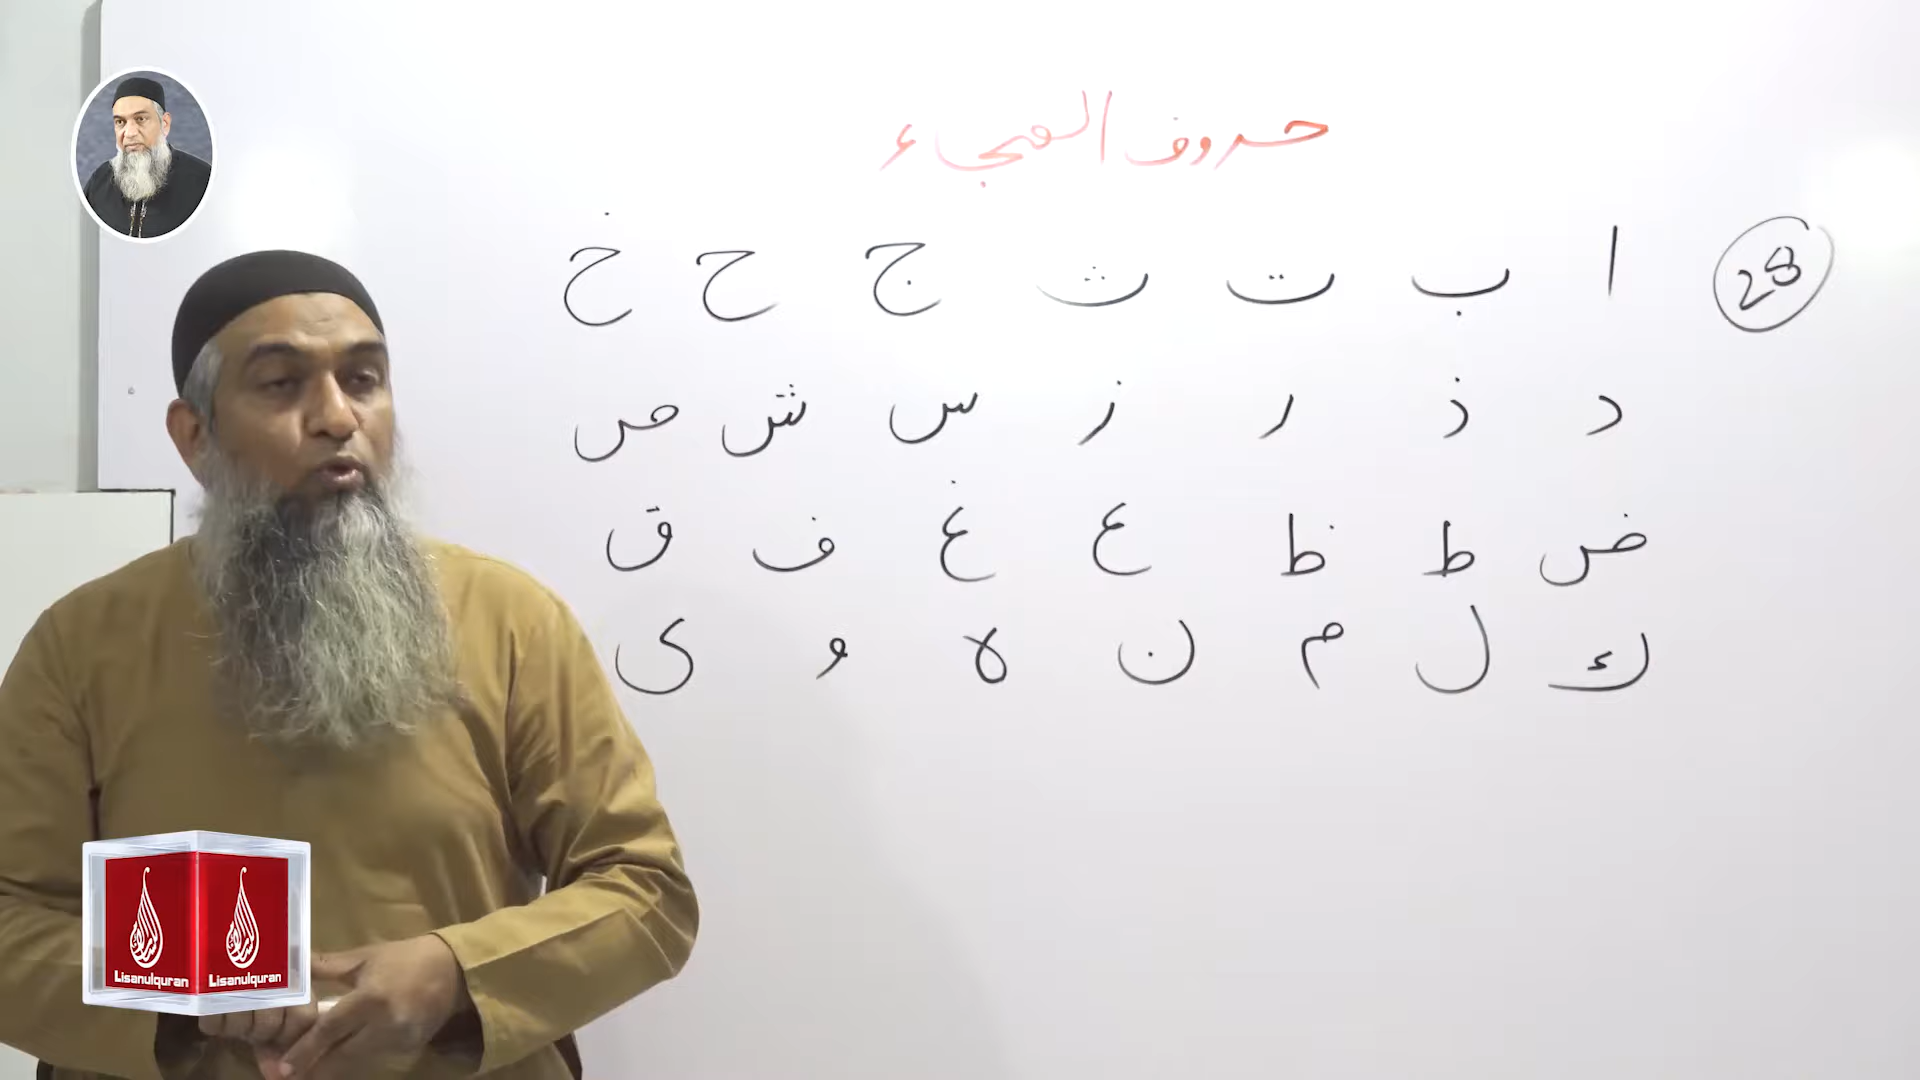 حروف الهجاء
28
ا ب ت ث ج ح خ
د ذ ر ز س ش ص
ض ط ظ ع غ ف ق
ك ل م ن ه و ى
Lisanulquran
Lisanulquran